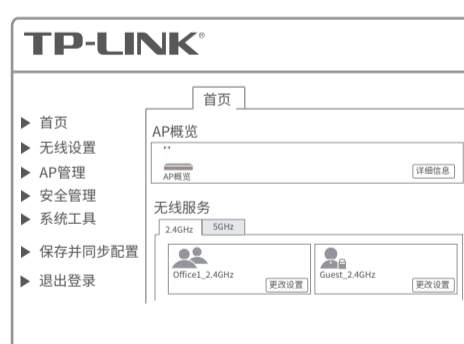 TP-LINK®
首页
首页
无线设置
AP管理
安全管理
系统工具
保存并同步配置
退出登录
AP概览
AP概览
详细信息
无线服务
2.4GHz 5GHz
Office1_2.4GHz
更改设置
Guest_2.4GHz
更改设置